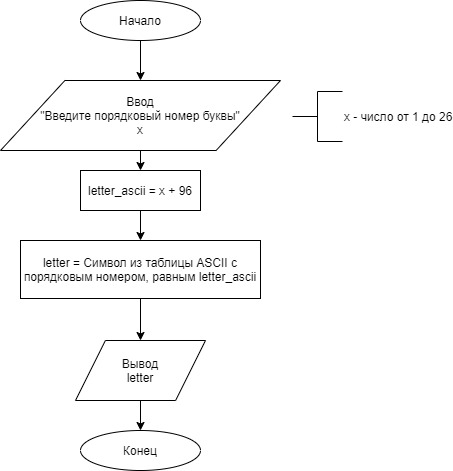 Начало
Ввод
"Введите порядковый номер буквы"
x
x - число от 1 до 26
letter_ascii = x + 96
letter = Символ из таблицы ASCII с
порядковым номером, равным letter_ascii
Вывод
letter
Конец